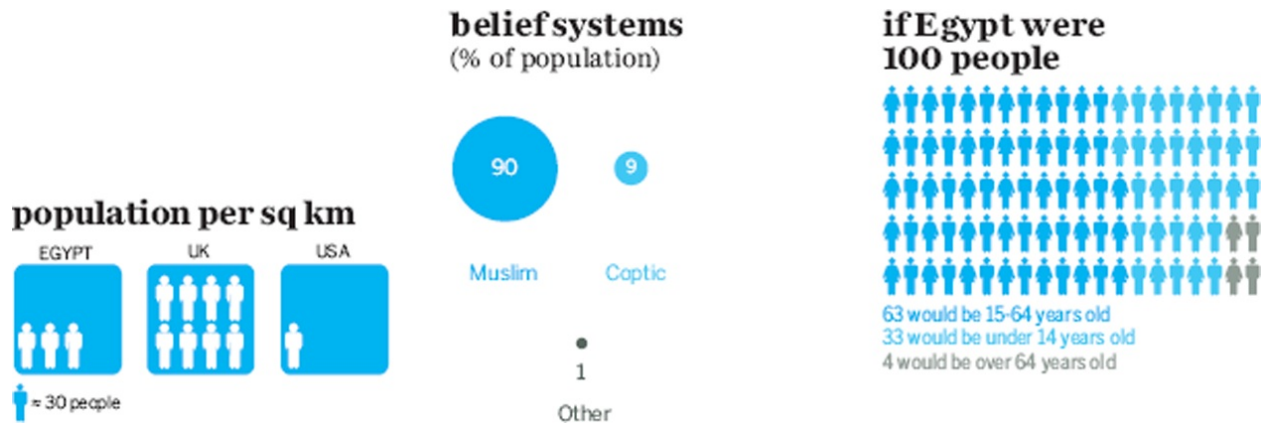 population per sq km
EGYPT
UK
USA
≈ 30 people
belief systems
(% of population)
90
9
Muslim
Coptic
1
Other
if Egypt were
100 people
63 would be 15-64 years old
33 would be under 14 years old
4 would be over 64 years old